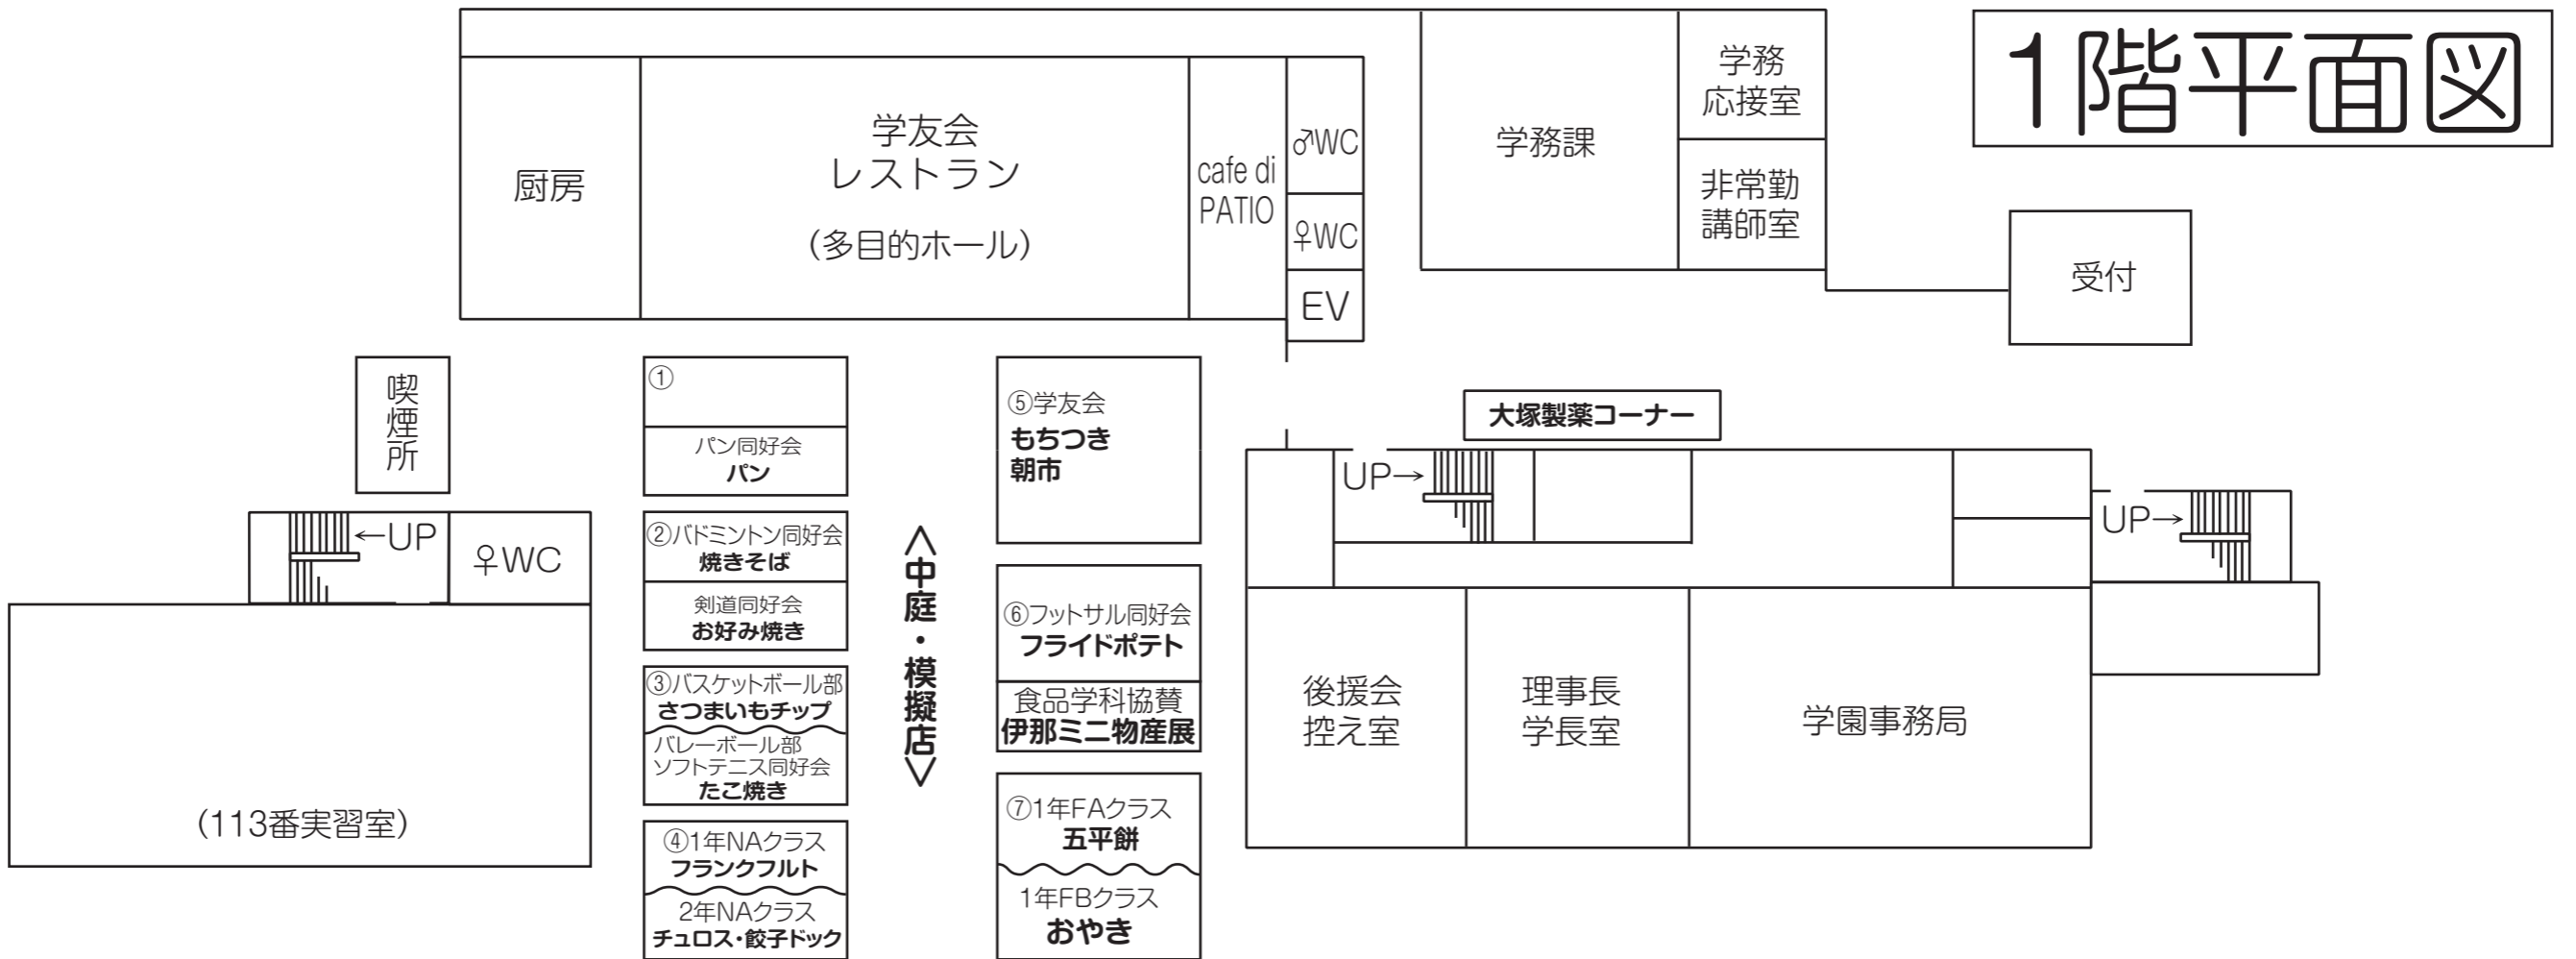 1階平面図
厨房
学友会
レストラン
（多目的ホール）
cafe di
PATIO
♂WC
♀WC
EV
学務課
学務
応接室
非常勤
講師室
受付
喫煙所
①
パン同好会
パン
②バドミントン同好会
焼きそば
剣道同好会
お好み焼き
③バスケットボール部
さつまいもチップ
バレーボール部
ソフトテニス同好会
たこ焼き
④1年NAクラス
フランクフルト
2年NAクラス
チュロス・餃子ドック
＜中庭・模擬店＞
⑤学友会
もちつき
朝市
⑥フットサル同好会
フライドポテト
食品学科協賛
伊那ミニ物産展
⑦1年FAクラス
五平餅
1年FBクラス
おやき
←UP
♀WC
（113番実習室）
大塚製薬コーナー
UP→
UP→
後援会
控え室
理事長
学長室
学園事務局